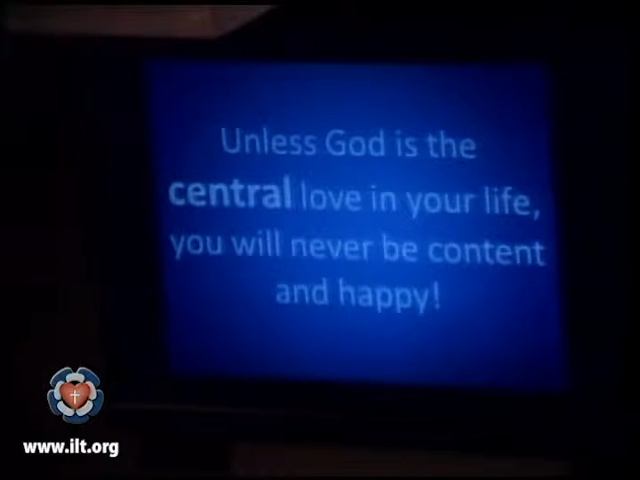 Unless God is the
central love in your life,
you will never be content
and happy!
www.ilt.org